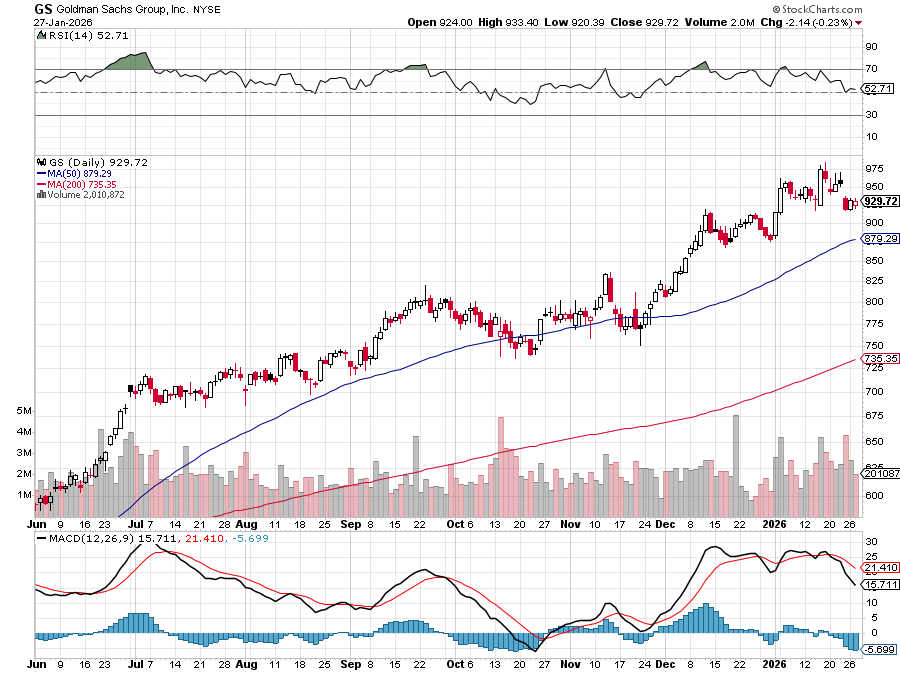 GS Goldman Sachs Group, Inc. NYSE © StockCharts.com
27-Jan-2026 Open 924.00 High 933.40 Low 920.39 Close 929.72 Volume 2.0M Chg -2.14 (-0.23%)
RSI(14) 52.71
90
70
52.71
30
10
GS (Daily) 929.72
MA(50) 879.29
MA(200) 735.35
Volume 2,010,872
975
950
929.72
900
879.29
850
825
800
775
750
735.35
725
700
675
650
625
201087
600
5M
4M
3M
2M
1M
Jun 9 16 23 Jul 7 14 21 28 Aug 11 18 25 Sep 8 15 22 Oct 6 13 20 27 Nov 10 17 24 Dec 8 15 22 2026 12 20 26
MACD(12,26,9) 15.711, 21.410, -5.699
30
25
21.410
15.711
10
5
0
-5.699
Jun 9 16 23 Jul 7 14 21 28 Aug 11 18 25 Sep 8 15 22 Oct 6 13 20 27 Nov 10 17 24 Dec 8 15 22 2026 12 20 26